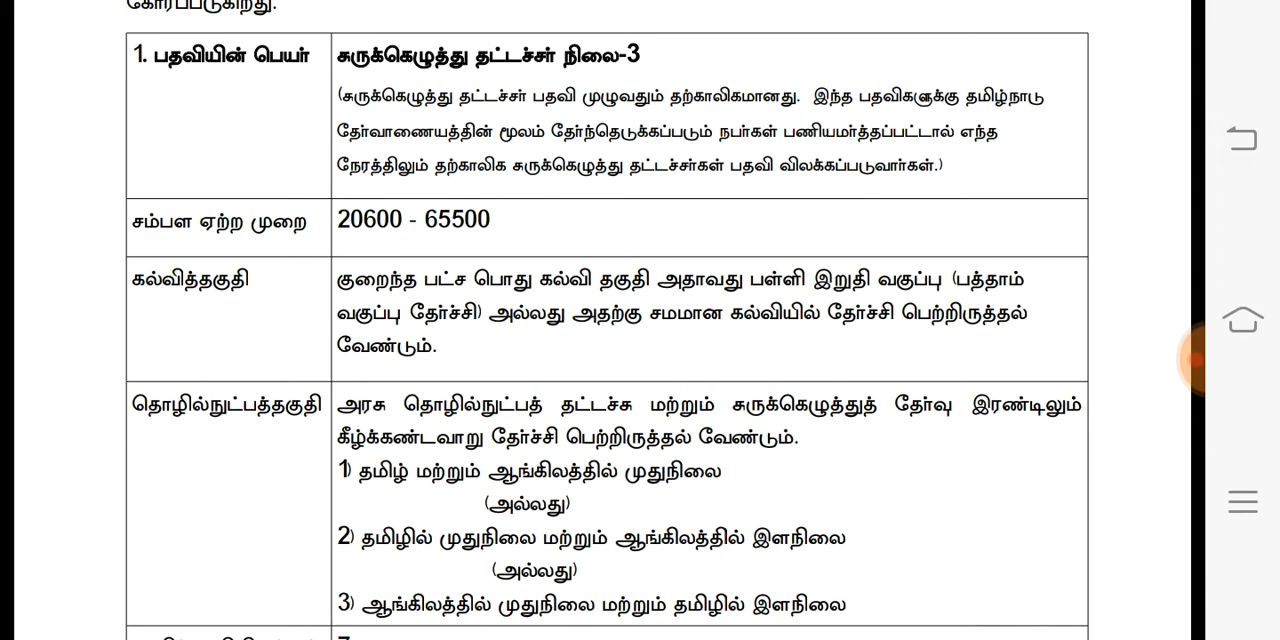 கோரப்படுகிறது.
1. பதவியின் பெயர்
சுருக்கெழுத்து தட்டச்சர் நிலை-3
(சுருக்கெழுத்து தட்டச்சர் பதவி முழுவதும் தற்காலிகமானது. இந்த பதவிகளுக்கு தமிழ்நாடு
தேர்வாணையத்தின் மூலம் தேர்ந்தெடுக்கப்படும் நபர்கள் பணியமர்த்தப்பட்டால் எந்த
நேரத்திலும் தற்காலிக சுருக்கெழுத்து தட்டச்சர்கள் பதவி விலக்கப்படுவார்கள்.)
சம்பள ஏற்ற முறை
20600 - 65500
கல்வித்தகுதி
குறைந்த பட்ச பொது கல்வி தகுதி அதாவது பள்ளி இறுதி வகுப்பு (பத்தாம்
வகுப்பு தேர்ச்சி) அல்லது அதற்கு சமமான கல்வியில் தேர்ச்சி பெற்றிருத்தல்
வேண்டும்.
தொழில்நுட்பத்தகுதி
அரசு தொழில்நுட்பத் தட்டச்சு மற்றும் சுருக்கெழுத்துத் தேர்வு இரண்டிலும்
கீழ்க்கண்டவாறு தேர்ச்சி பெற்றிருத்தல் வேண்டும்.
1) தமிழ் மற்றும் ஆங்கிலத்தில் முதுநிலை
(அல்லது)
2) தமிழில் முதுநிலை மற்றும் ஆங்கிலத்தில் இளநிலை
(அல்லது)
3) ஆங்கிலத்தில் முதுநிலை மற்றும் தமிழில் இளநிலை